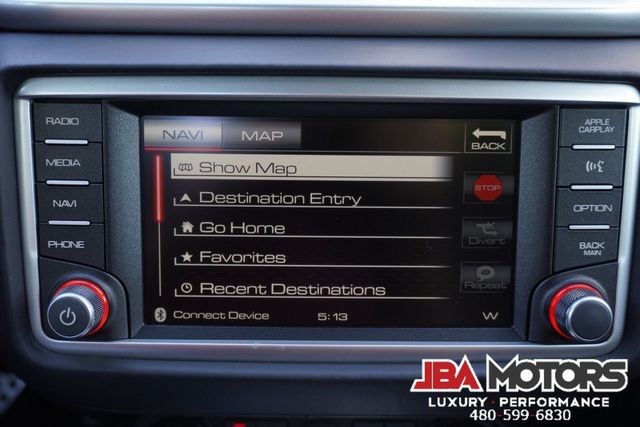 RADIO
MEDIA
NAVI
PHONE
NAVI MAP
BACK
Show Map
Destination Entry
STOP
Go Home
Divert
Favorites
Repeat
Recent Destinations
Connect Device 5:13 W
APPLE
CARPLAY
OPTION
BACK
MAIN
JBA MOTORS
LUXURY • PERFORMANCE
480-599-6830